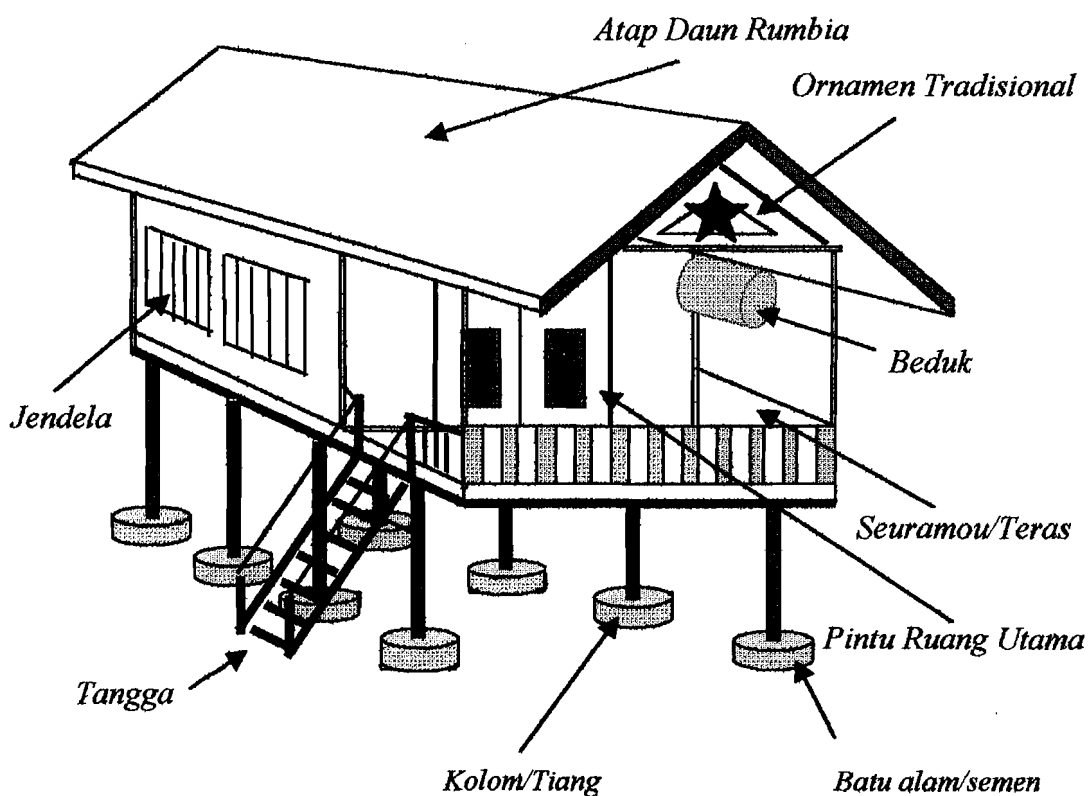 Atap Daun Rumbia
Ornamen Tradisional
Beduk
Jendela
Seuramou/Teras
Pintu Ruang Utama
Tangga
Kolom/Tiang
Batu alam/semen